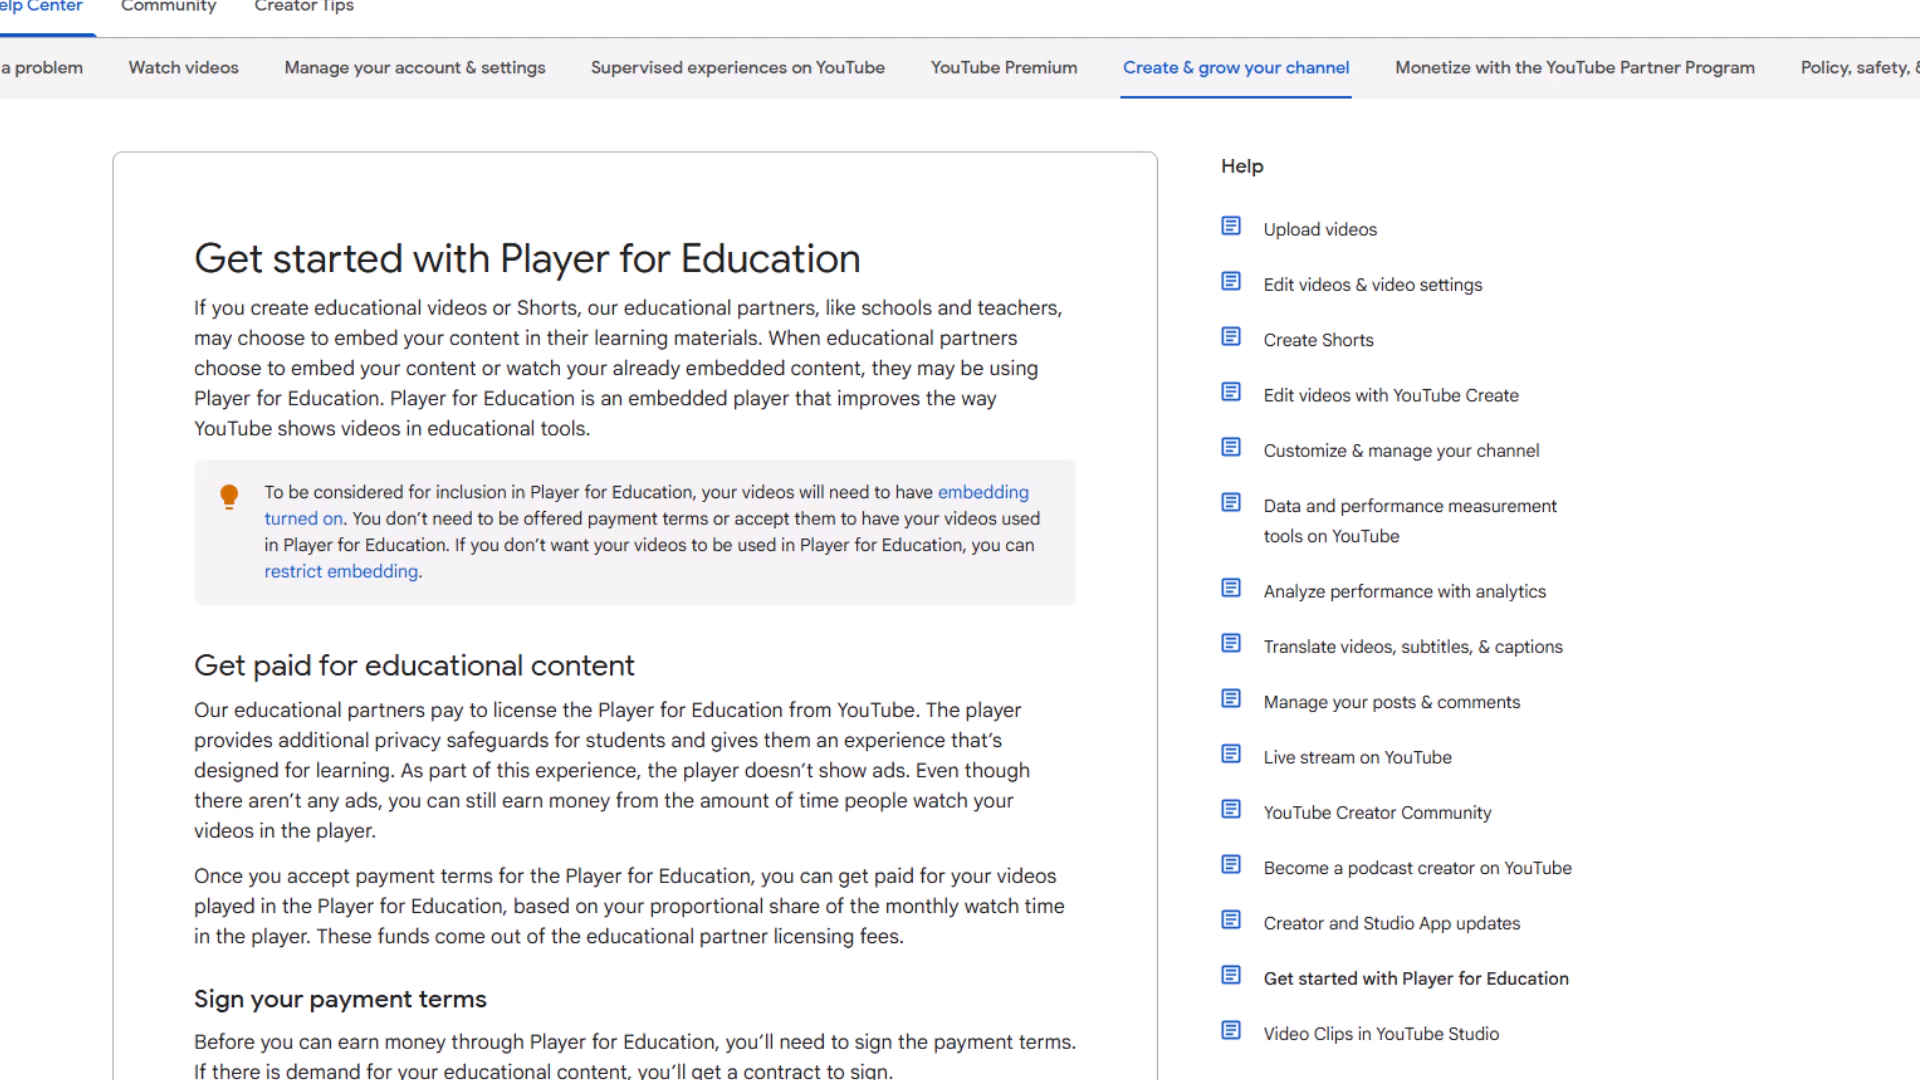 Help Center Community Creator Tips
a problem Watch videos Manage your account & settings Supervised experiences on YouTube YouTube Premium Create & grow your channel Monetize with the YouTube Partner Program Policy, safety, &
Get started with Player for Education
If you create educational videos or Shorts, our educational partners, like schools and teachers,
may choose to embed your content in their learning materials. When educational partners
choose to embed your content or watch your already embedded content, they may be using
Player for Education. Player for Education is an embedded player that improves the way
YouTube shows videos in educational tools.
To be considered for inclusion in Player for Education, your videos will need to have embedding
turned on. You don’t need to be offered payment terms or accept them to have your videos used
in Player for Education. If you don’t want your videos to be used in Player for Education, you can
restrict embedding.
Get paid for educational content
Our educational partners pay to license the Player for Education from YouTube. The player
provides additional privacy safeguards for students and gives them an experience that’s
designed for learning. As part of this experience, the player doesn’t show ads. Even though
there aren’t any ads, you can still earn money from the amount of time people watch your
videos in the player.
Once you accept payment terms for the Player for Education, you can get paid for your videos
played in the Player for Education, based on your proportional share of the monthly watch time
in the player. These funds come out of the educational partner licensing fees.
Sign your payment terms
Before you can earn money through Player for Education, you’ll need to sign the payment terms.
If there is demand for your educational content, you’ll get a contract to sign.
Help
Upload videos
Edit videos & video settings
Create Shorts
Edit videos with YouTube Create
Customize & manage your channel
Data and performance measurement
tools on YouTube
Analyze performance with analytics
Translate videos, subtitles, & captions
Manage your posts & comments
Live stream on YouTube
YouTube Creator Community
Become a podcast creator on YouTube
Creator and Studio App updates
Get started with Player for Education
Video Clips in YouTube Studio